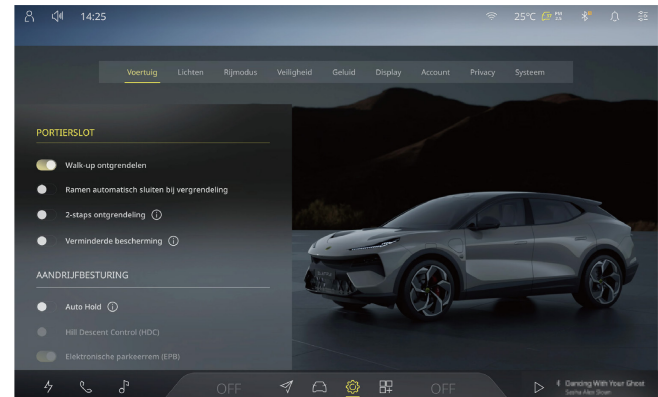 14:25
25°C
Voertuig Lichten Rijmodus Veiligheid Geluid Display Account Privacy Systeem
PORTIERSLOT
Walk-up ontgrendelen
Ramen automatisch sluiten bij vergrendeling
2-staps ontgrendeling
Verminderde bescherming
AANDRIJFBESTURING
Auto Hold
Hill Descent Control (HDC)
Elektronische parkeerrem (EPB)
OFF OFF
Dancing With Your Ghost
Sasha Alex Sloan